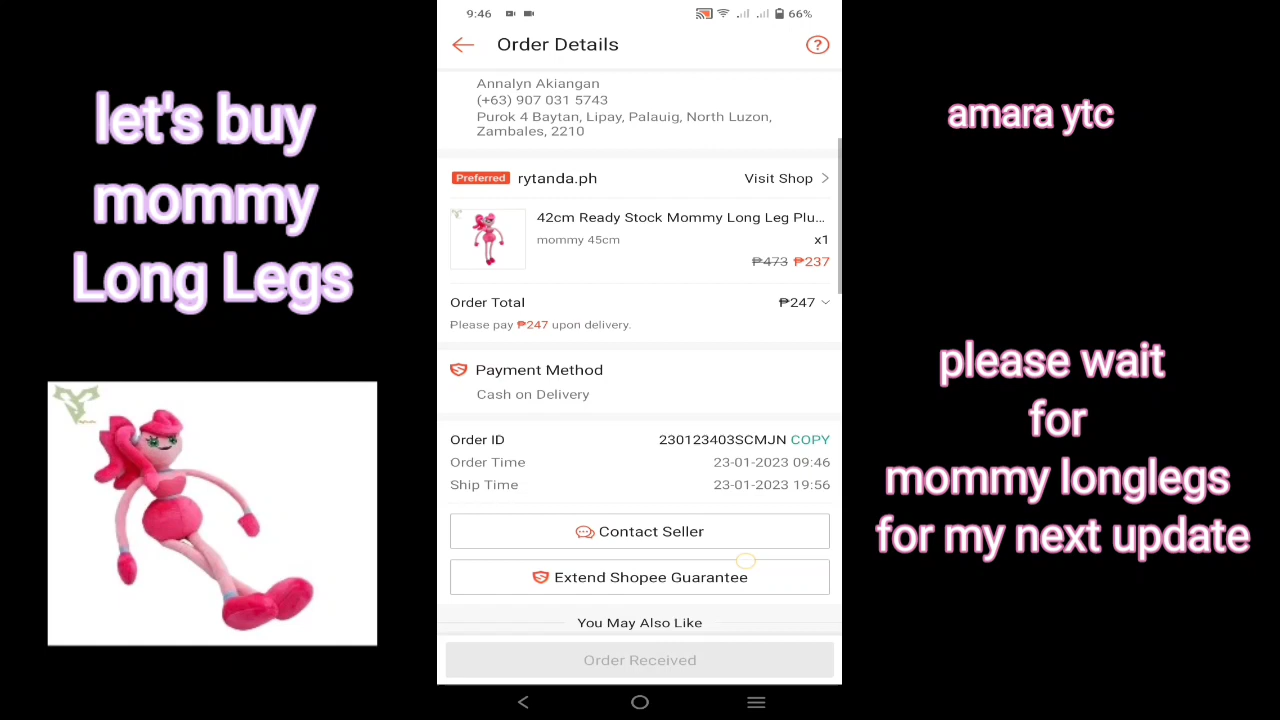 let's buy
mommy
Long Legs
9:46
66%
Order Details
?
Annalyn Akiangan
(+63) 907 031 5743
Purok 4 Baytan, Lipay, Palauig, North Luzon,
Zambales, 2210
Preferred rytanda.ph Visit Shop >
42cm Ready Stock Mommy Long Leg Plu...
mommy 45cm x1
₱473 ₱237
Order Total ₱247
Please pay ₱247 upon delivery.
Payment Method
Cash on Delivery
Order ID 230123403SCMJN COPY
Order Time 23-01-2023 09:46
Ship Time 23-01-2023 19:56
Contact Seller
Extend Shopee Guarantee
You May Also Like
Order Received
amara ytc
please wait
for
mommy longlegs
for my next update